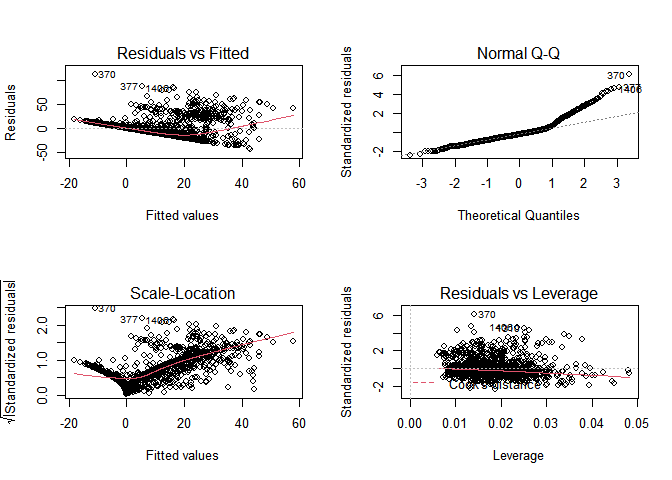 Residuals vs Fitted
Residuals
-50 0 50
370
377
-20 0 20 40 60
Fitted values
Normal Q-Q
Standardized residuals
-2 2 4 6
370
377
-3 -2 -1 0 1 2 3
Theoretical Quantiles
Scale-Location
√|Standardized residuals|
0.0 1.0 2.0
370
377
-20 0 20 40 60
Fitted values
Residuals vs Leverage
Standardized residuals
-2 2 6
370
Cook's distance
0.00 0.01 0.02 0.03 0.04 0.05
Leverage